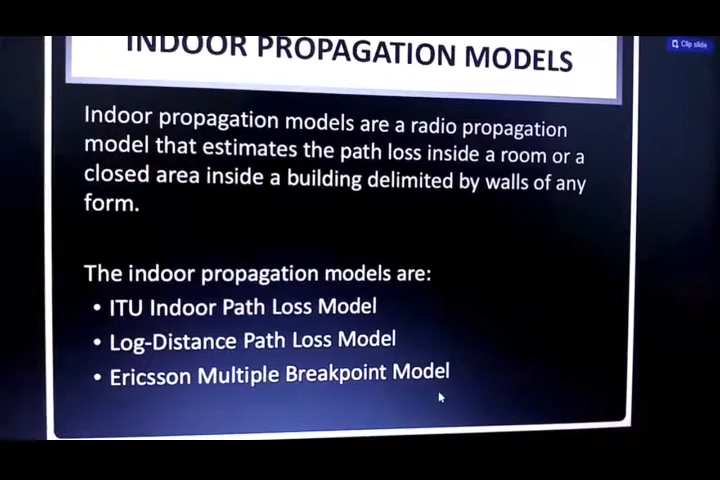 INDOOR PROPAGATION MODELS
Clip slide
Indoor propagation models are a radio propagation
model that estimates the path loss inside a room or a
closed area inside a building delimited by walls of any
form.
The indoor propagation models are:
• ITU Indoor Path Loss Model
• Log-Distance Path Loss Model
• Ericsson Multiple Breakpoint Model